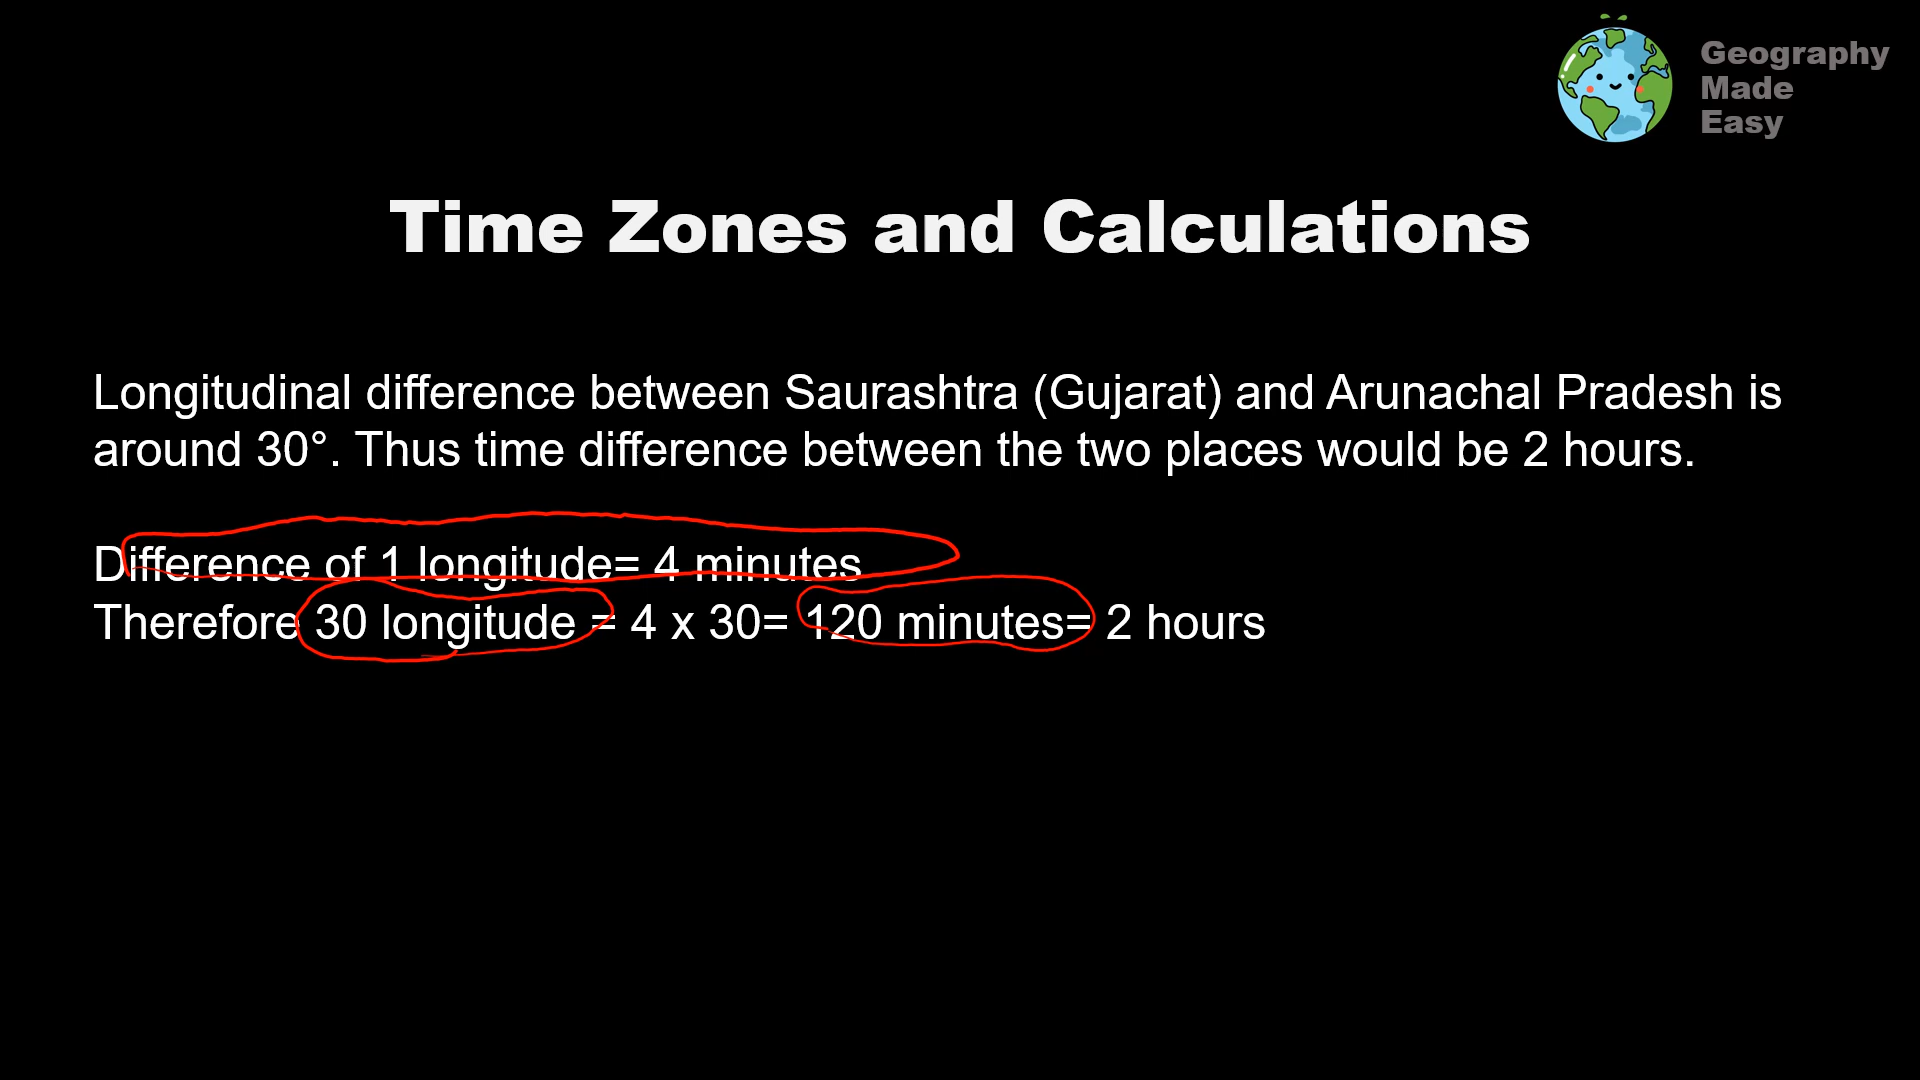 Geography
Made
Easy
Time Zones and Calculations
Longitudinal difference between Saurashtra (Gujarat) and Arunachal Pradesh is
around 30°. Thus time difference between the two places would be 2 hours.
Difference of 1 longitude= 4 minutes
Therefore 30 longitude = 4 x 30= 120 minutes= 2 hours